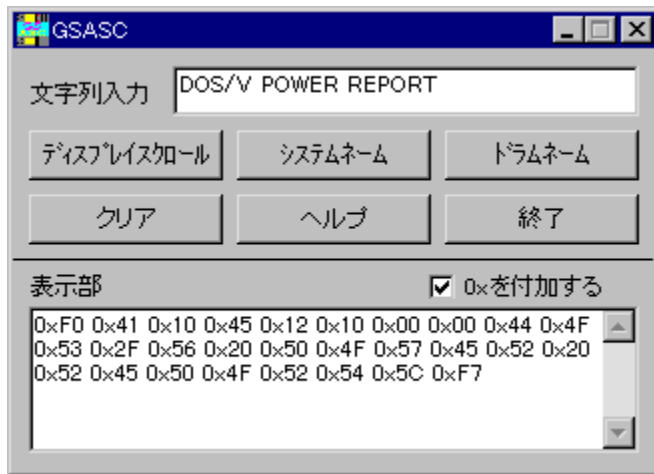 GSASC
文字列入力 DOS/V POWER REPORT
ﾃﾞｨｽﾌﾟﾚｲｽｸﾛｰﾙ ｼｽﾃﾑﾈｰﾑ ﾄﾞﾗﾑﾈｰﾑ
クリア ヘルプ 終了
表示部 0xを付加する
0xF0 0x41 0x10 0x45 0x12 0x10 0x00 0x00 0x44 0x4F
0x53 0x2F 0x56 0x20 0x50 0x4F 0x57 0x45 0x52 0x20
0x52 0x45 0x50 0x4F 0x52 0x54 0x5C 0xF7